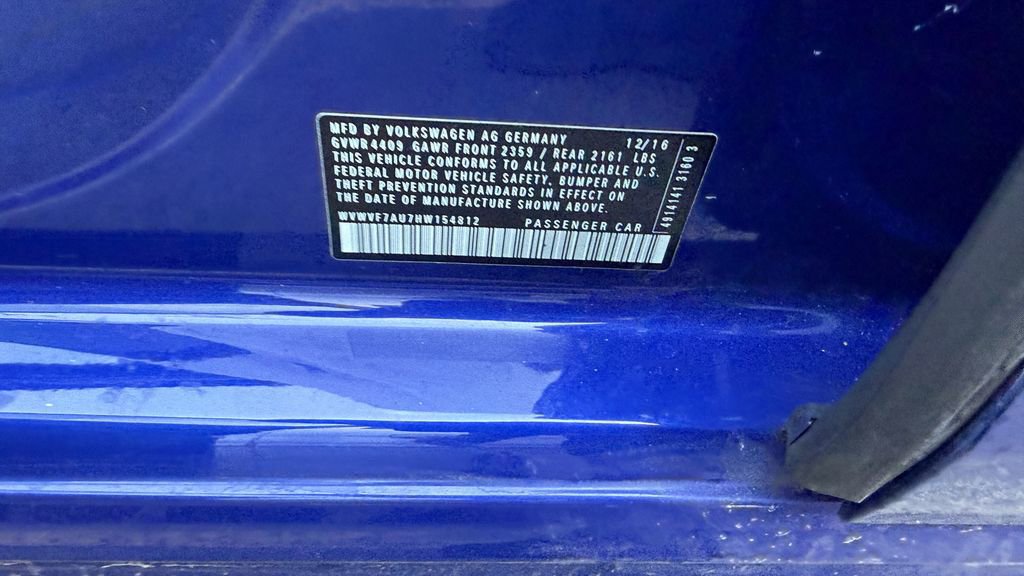 MFD BY VOLKSWAGEN AG GERMANY 12/16
GVWR4409 GAWR FRONT 2359 / REAR 2161 LBS
THIS VEHICLE CONFORMS TO ALL APPLICABLE U.S.
FEDERAL MOTOR VEHICLE SAFETY, BUMPER AND
THEFT PREVENTION STANDARDS IN EFFECT ON
THE DATE OF MANUFACTURE SHOWN ABOVE.
WVWVF7AU7HW154812 PASSENGER CAR
4914141 3160 3